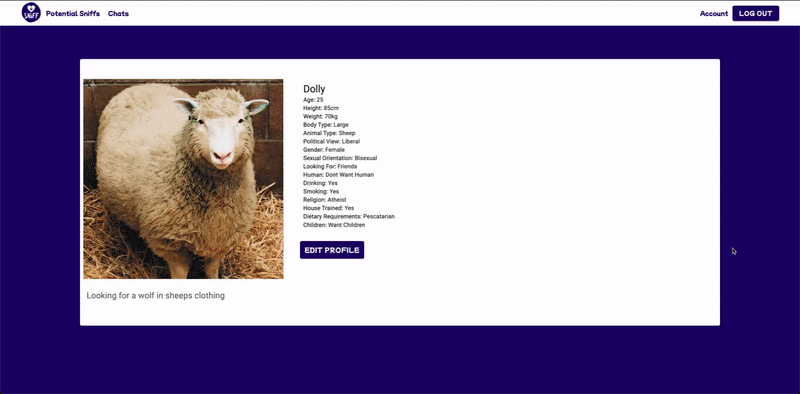 SNIFF
Potential Sniffs
Chats
Account
LOG OUT
Dolly
Age: 25
Height: 85cm
Weight: 70kg
Body Type: Large
Animal Type: Sheep
Political View: Liberal
Gender: Female
Sexual Orientation: Bisexual
Looking For: Friends
Human: Dont Want Human
Drinking: Yes
Smoking: Yes
Religion: Atheist
House Trained: Yes
Dietary Requirements: Pescatarian
Children: Want Children
EDIT PROFILE
Looking for a wolf in sheeps clothing